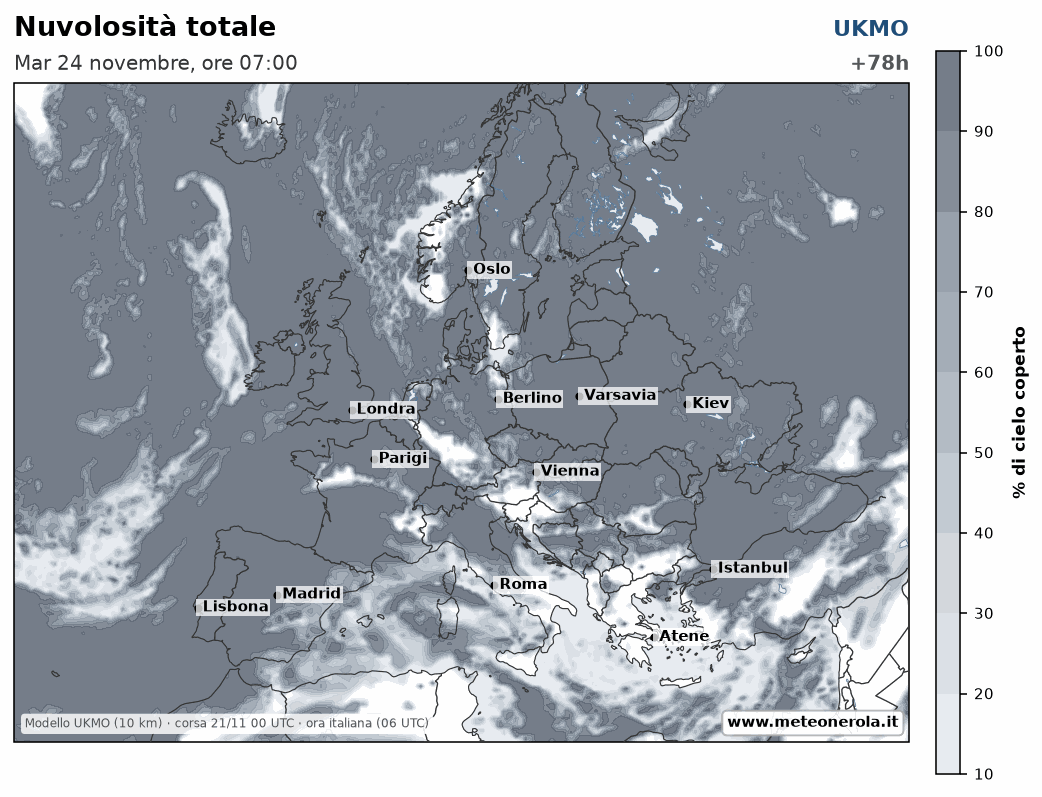 Nuvolosità totale
UKMO
Mar 24 novembre, ore 07:00
+78h
100
90
80
70
60
50
40
30
20
10
% di cielo coperto
Oslo
Berlino
Varsavia
Kiev
Londra
Parigi
Vienna
Istanbul
Roma
Madrid
Lisbona
Atene
Modello UKMO (10 km) · corsa 21/11 00 UTC · ora italiana (06 UTC)
www.meteonerola.it